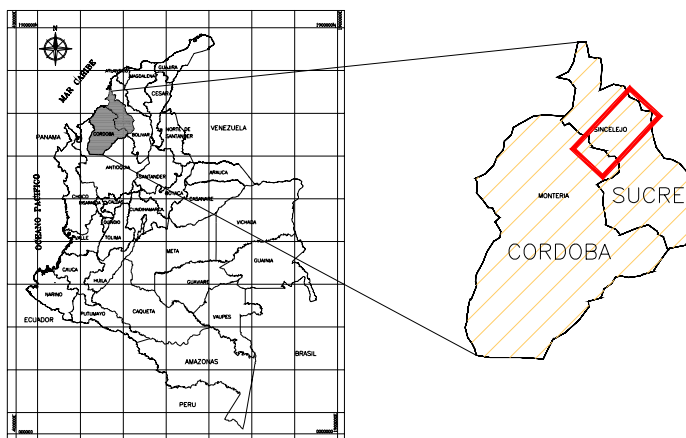 N
MAR CARIBE
ATLANTICO
GUAJIRA
MAGDALENA
CESAR
PANAMA
CORDOBA
BOLIVAR
NORTE DE
SANTANDER
VENEZUELA
ANTIOQUIA
SANTANDER
ARAUCA
OCEANO PACIFICO
CHOCO
RISARALDA
CALDAS
BOYACA
CASANARE
CUNDINAMARCA
VICHADA
QUINDIO
VALLE
TOLIMA
META
GUAINIA
CAUCA
HUILA
GUAVIARE
NARINO
PUTUMAYO
CAQUETA
VAUPES
ECUADOR
AMAZONAS
BRASIL
PERU
SINCELEJO
MONTERIA
SUCRE
CORDOBA